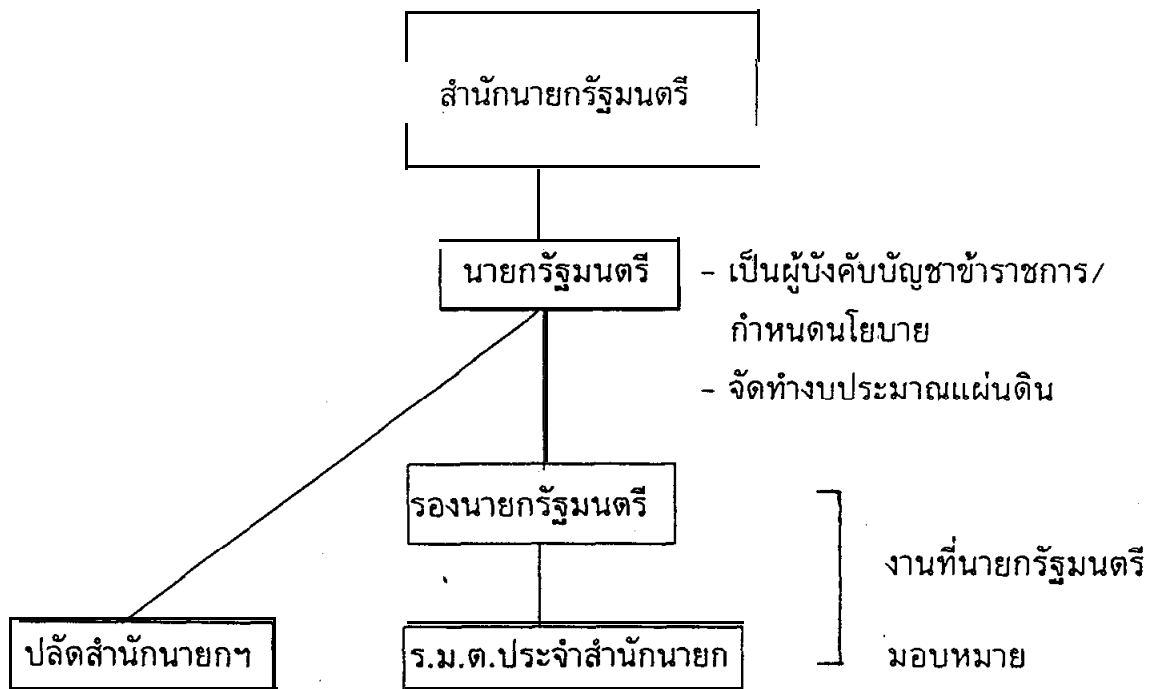 สำนักนายกรัฐมนตรี
นายกรัฐมนตรี
- เป็นผู้บังคับบัญชาข้าราชการ/
กำหนดนโยบาย
- จัดทำงบประมาณแผ่นดิน
รองนายกรัฐมนตรี
งานที่นายกรัฐมนตรี
มอบหมาย
ปลัดสำนักนายกฯ
ร.ม.ต.ประจำสำนักนายก